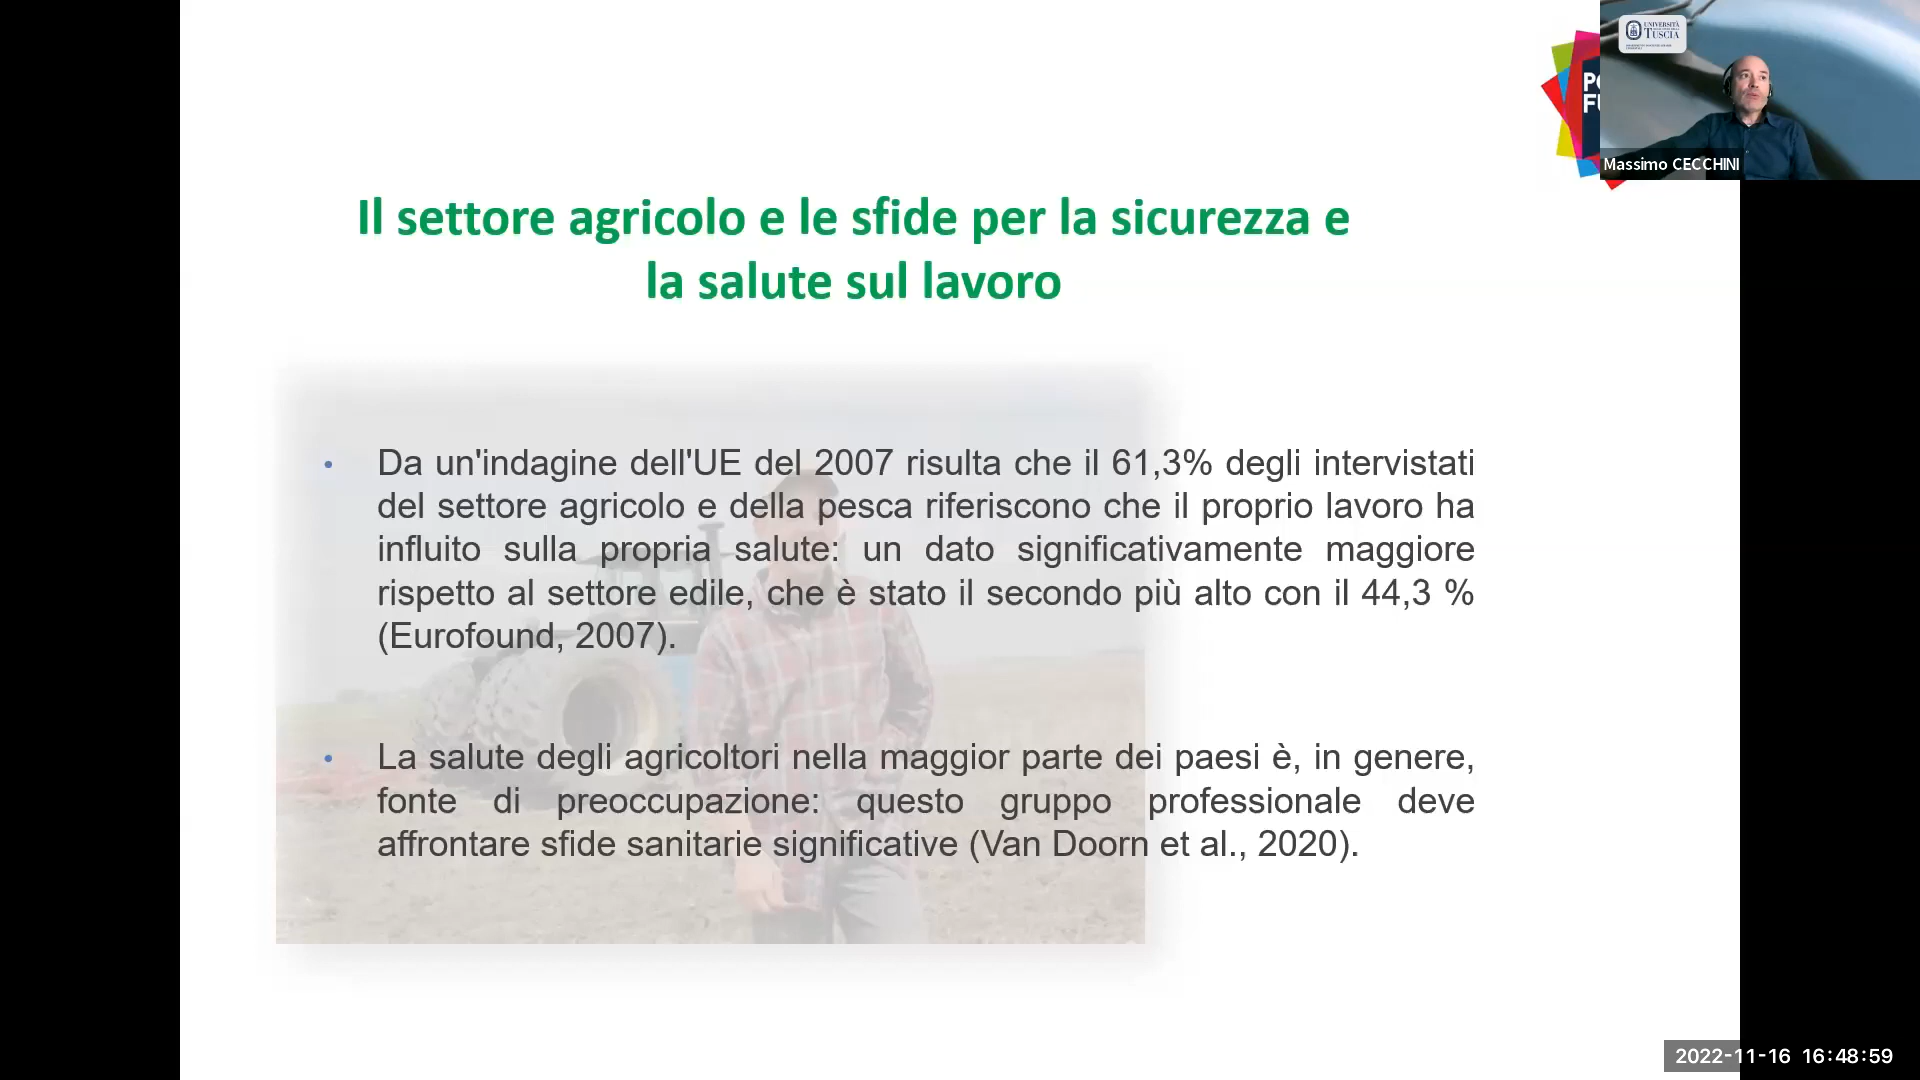 UNIVERSITÀ
TUSCIA
PO
FU
Massimo CECCHINI
Il settore agricolo e le sfide per la sicurezza e
la salute sul lavoro
• Da un'indagine dell'UE del 2007 risulta che il 61,3% degli intervistati
del settore agricolo e della pesca riferiscono che il proprio lavoro ha
influito sulla propria salute: un dato significativamente maggiore
rispetto al settore edile, che è stato il secondo più alto con il 44,3 %
(Eurofound, 2007).
• La salute degli agricoltori nella maggior parte dei paesi è, in genere,
fonte di preoccupazione: questo gruppo professionale deve
affrontare sfide sanitarie significative (Van Doorn et al., 2020).
2022-11-16 16:48:59